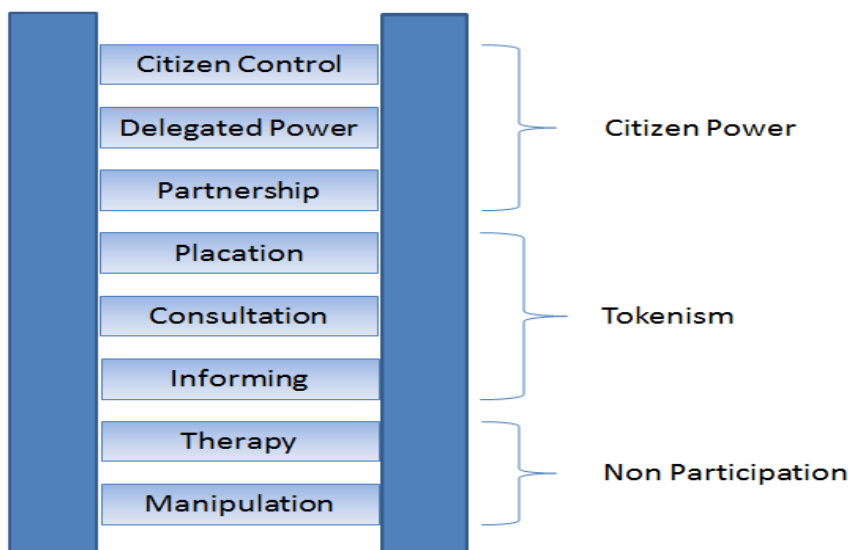 Citizen Control
Delegated Power
Partnership
Citizen Power
Placation
Consultation
Informing
Tokenism
Therapy
Manipulation
Non Participation